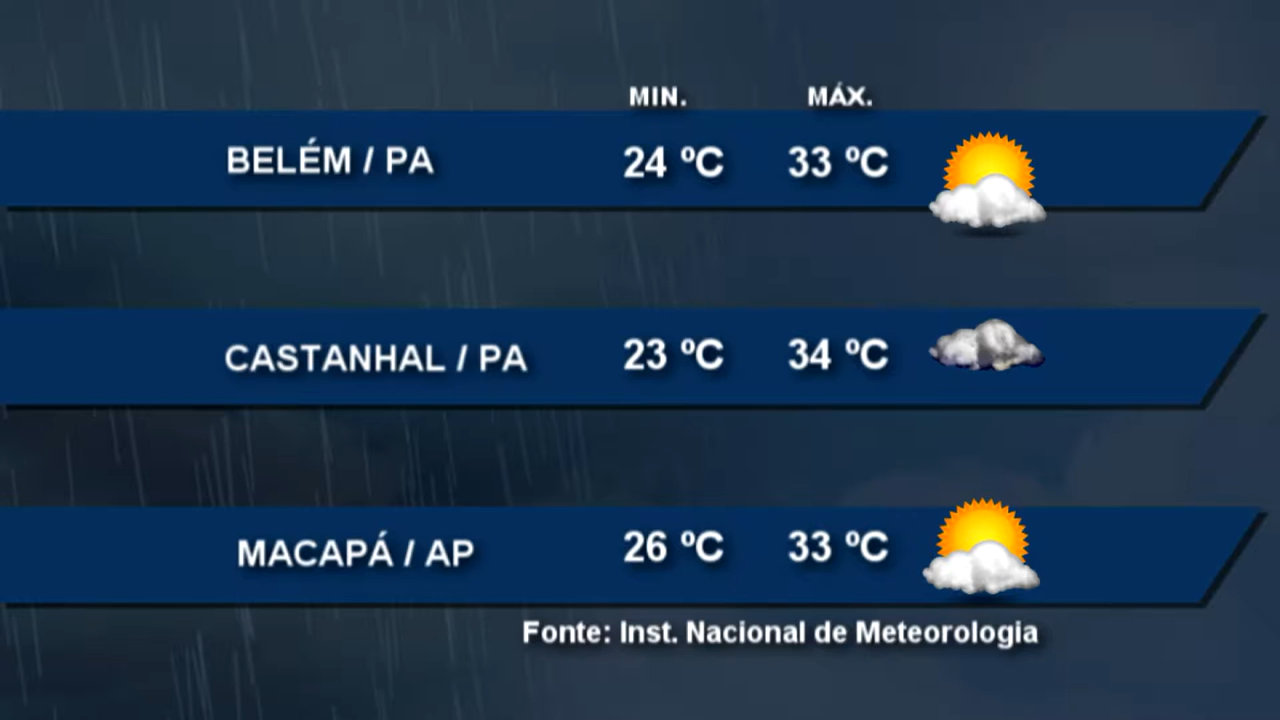 MIN. MÁX.
BELÉM / PA 24 ºC 33 ºC
CASTANHAL / PA 23 ºC 34 ºC
MACAPÁ / AP 26 ºC 33 ºC
Fonte: Inst. Nacional de Meteorologia